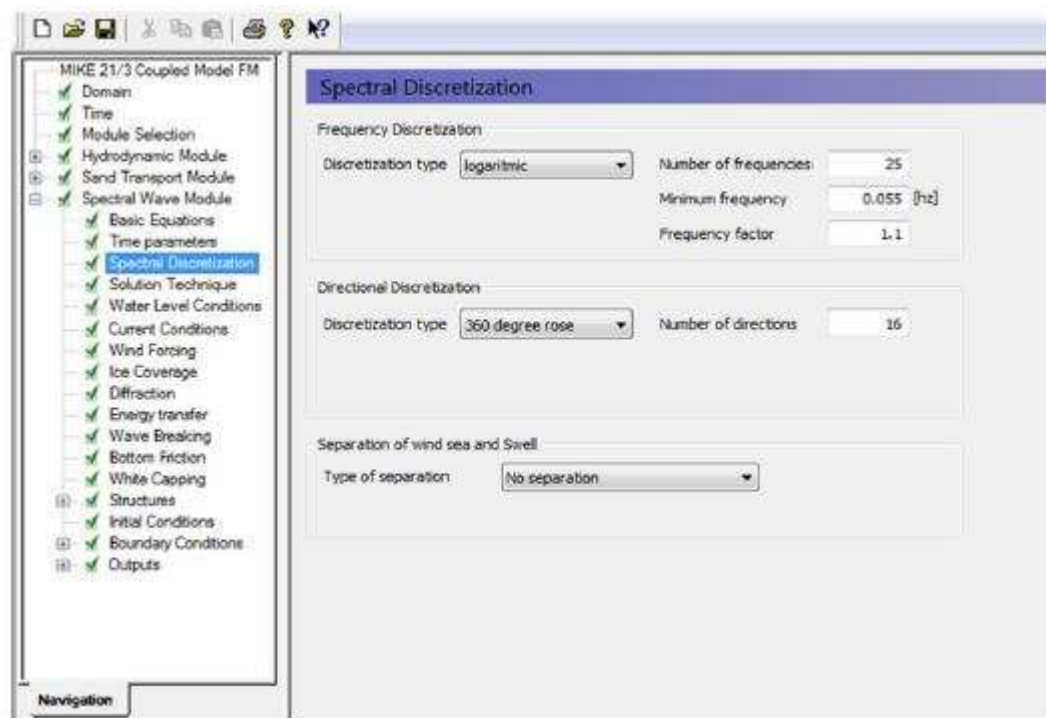 MIKE 21/3 Coupled Model FM
Domain
Time
Module Selection
Hydrodynamic Module
Sand Transport Module
Spectral Wave Module
Basic Equations
Time parameters
Spectral Discretization
Solution Technique
Water Level Conditions
Current Conditions
Wind Forcing
Ice Coverage
Diffraction
Energy transfer
Wave Breaking
Bottom Friction
White Capping
Structures
Initial Conditions
Boundary Conditions
Outputs
Navigation
Spectral Discretization
Frequency Discretization
Discretization type logaritmic Number of frequencies 25
Minimum frequency 0.055 [hz]
Frequency factor 1.1
Directional Discretization
Discretization type 360 degree rose Number of directions 16
Separation of wind sea and Swell
Type of separation No separation